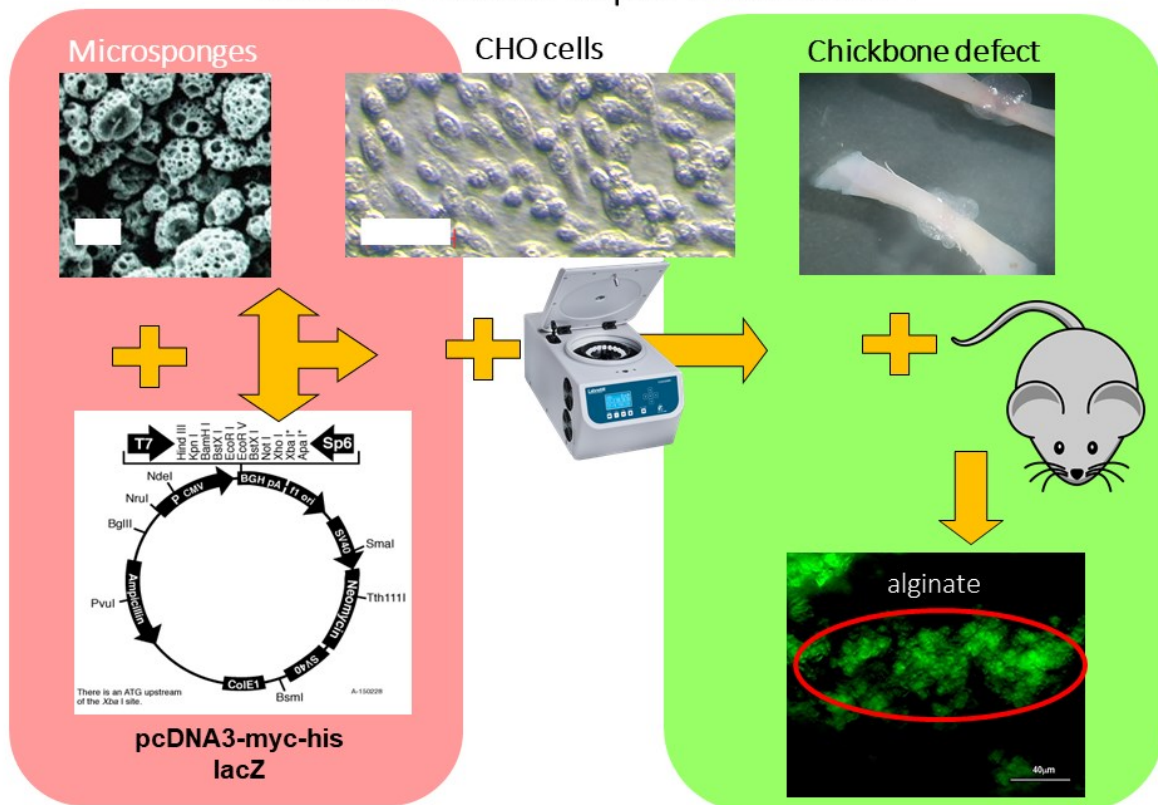 Microsponges
CHO cells
Chickbone defect
T7
Hind III
Kpn I
BamH I
BstX I
EcoR I
EcoR V
BstX I
Not I
Xho I
Xba I*
Apa I*
Sp6
NdeI
NruI
BglII
PvuI
P CMV
BGH pA
f1 ori
SV40
SmaI
Neomycin
Tth111I
SV40
BsmI
ColE1
Ampicillin
There is an ATG upstream
of the Xba I site.
A-150228
pcDNA3-myc-his
lacZ
alginate
40μm